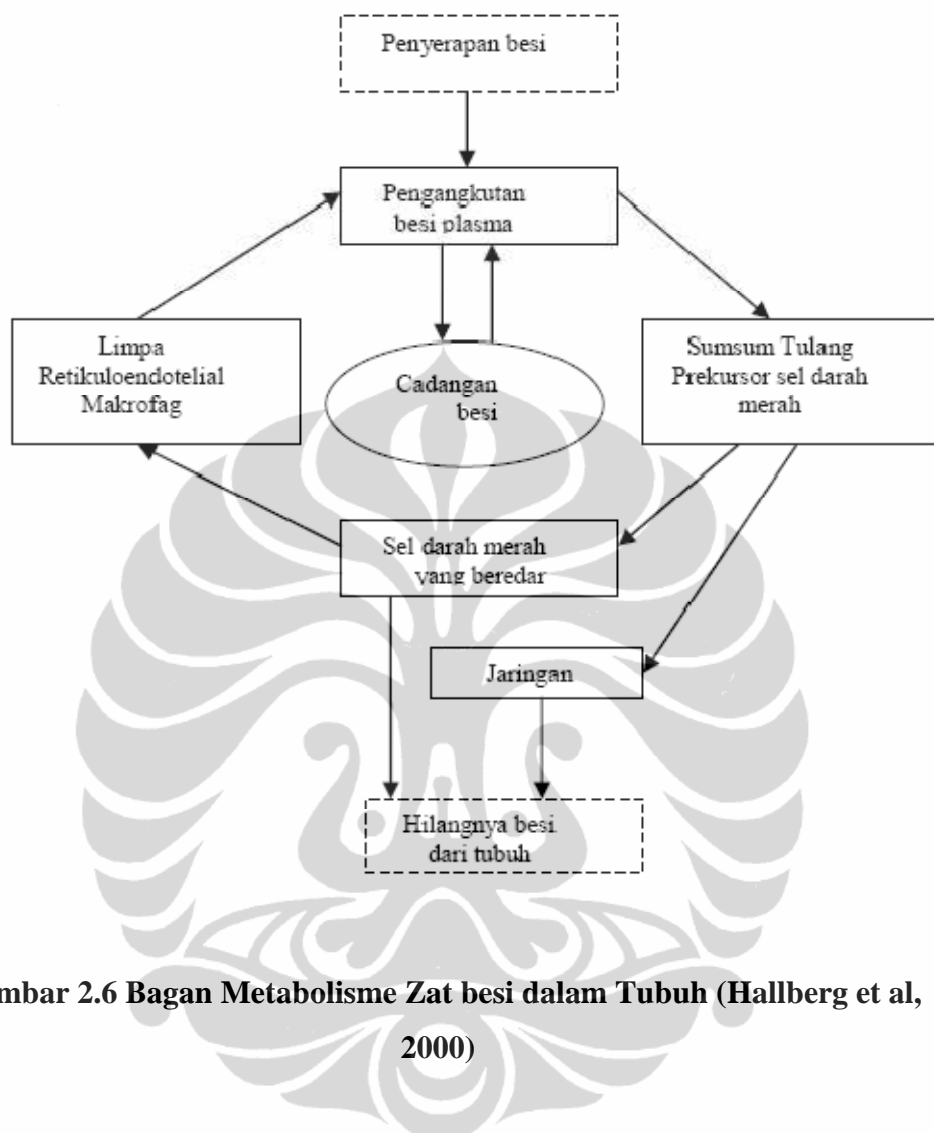 Penyerapan besi
Pengangkutan
besi plasma
Limpa
Retikuloendotelial
Makrofag
Cadangan
besi
Sumsum Tulang
Prekursor sel darah
merah
Sel darah merah
yang beredar
Jaringan
Hilangnya besi
dari tubuh
mbar 2.6 Bagan Metabolisme Zat besi dalam Tubuh (Hallberg et al,
2000)